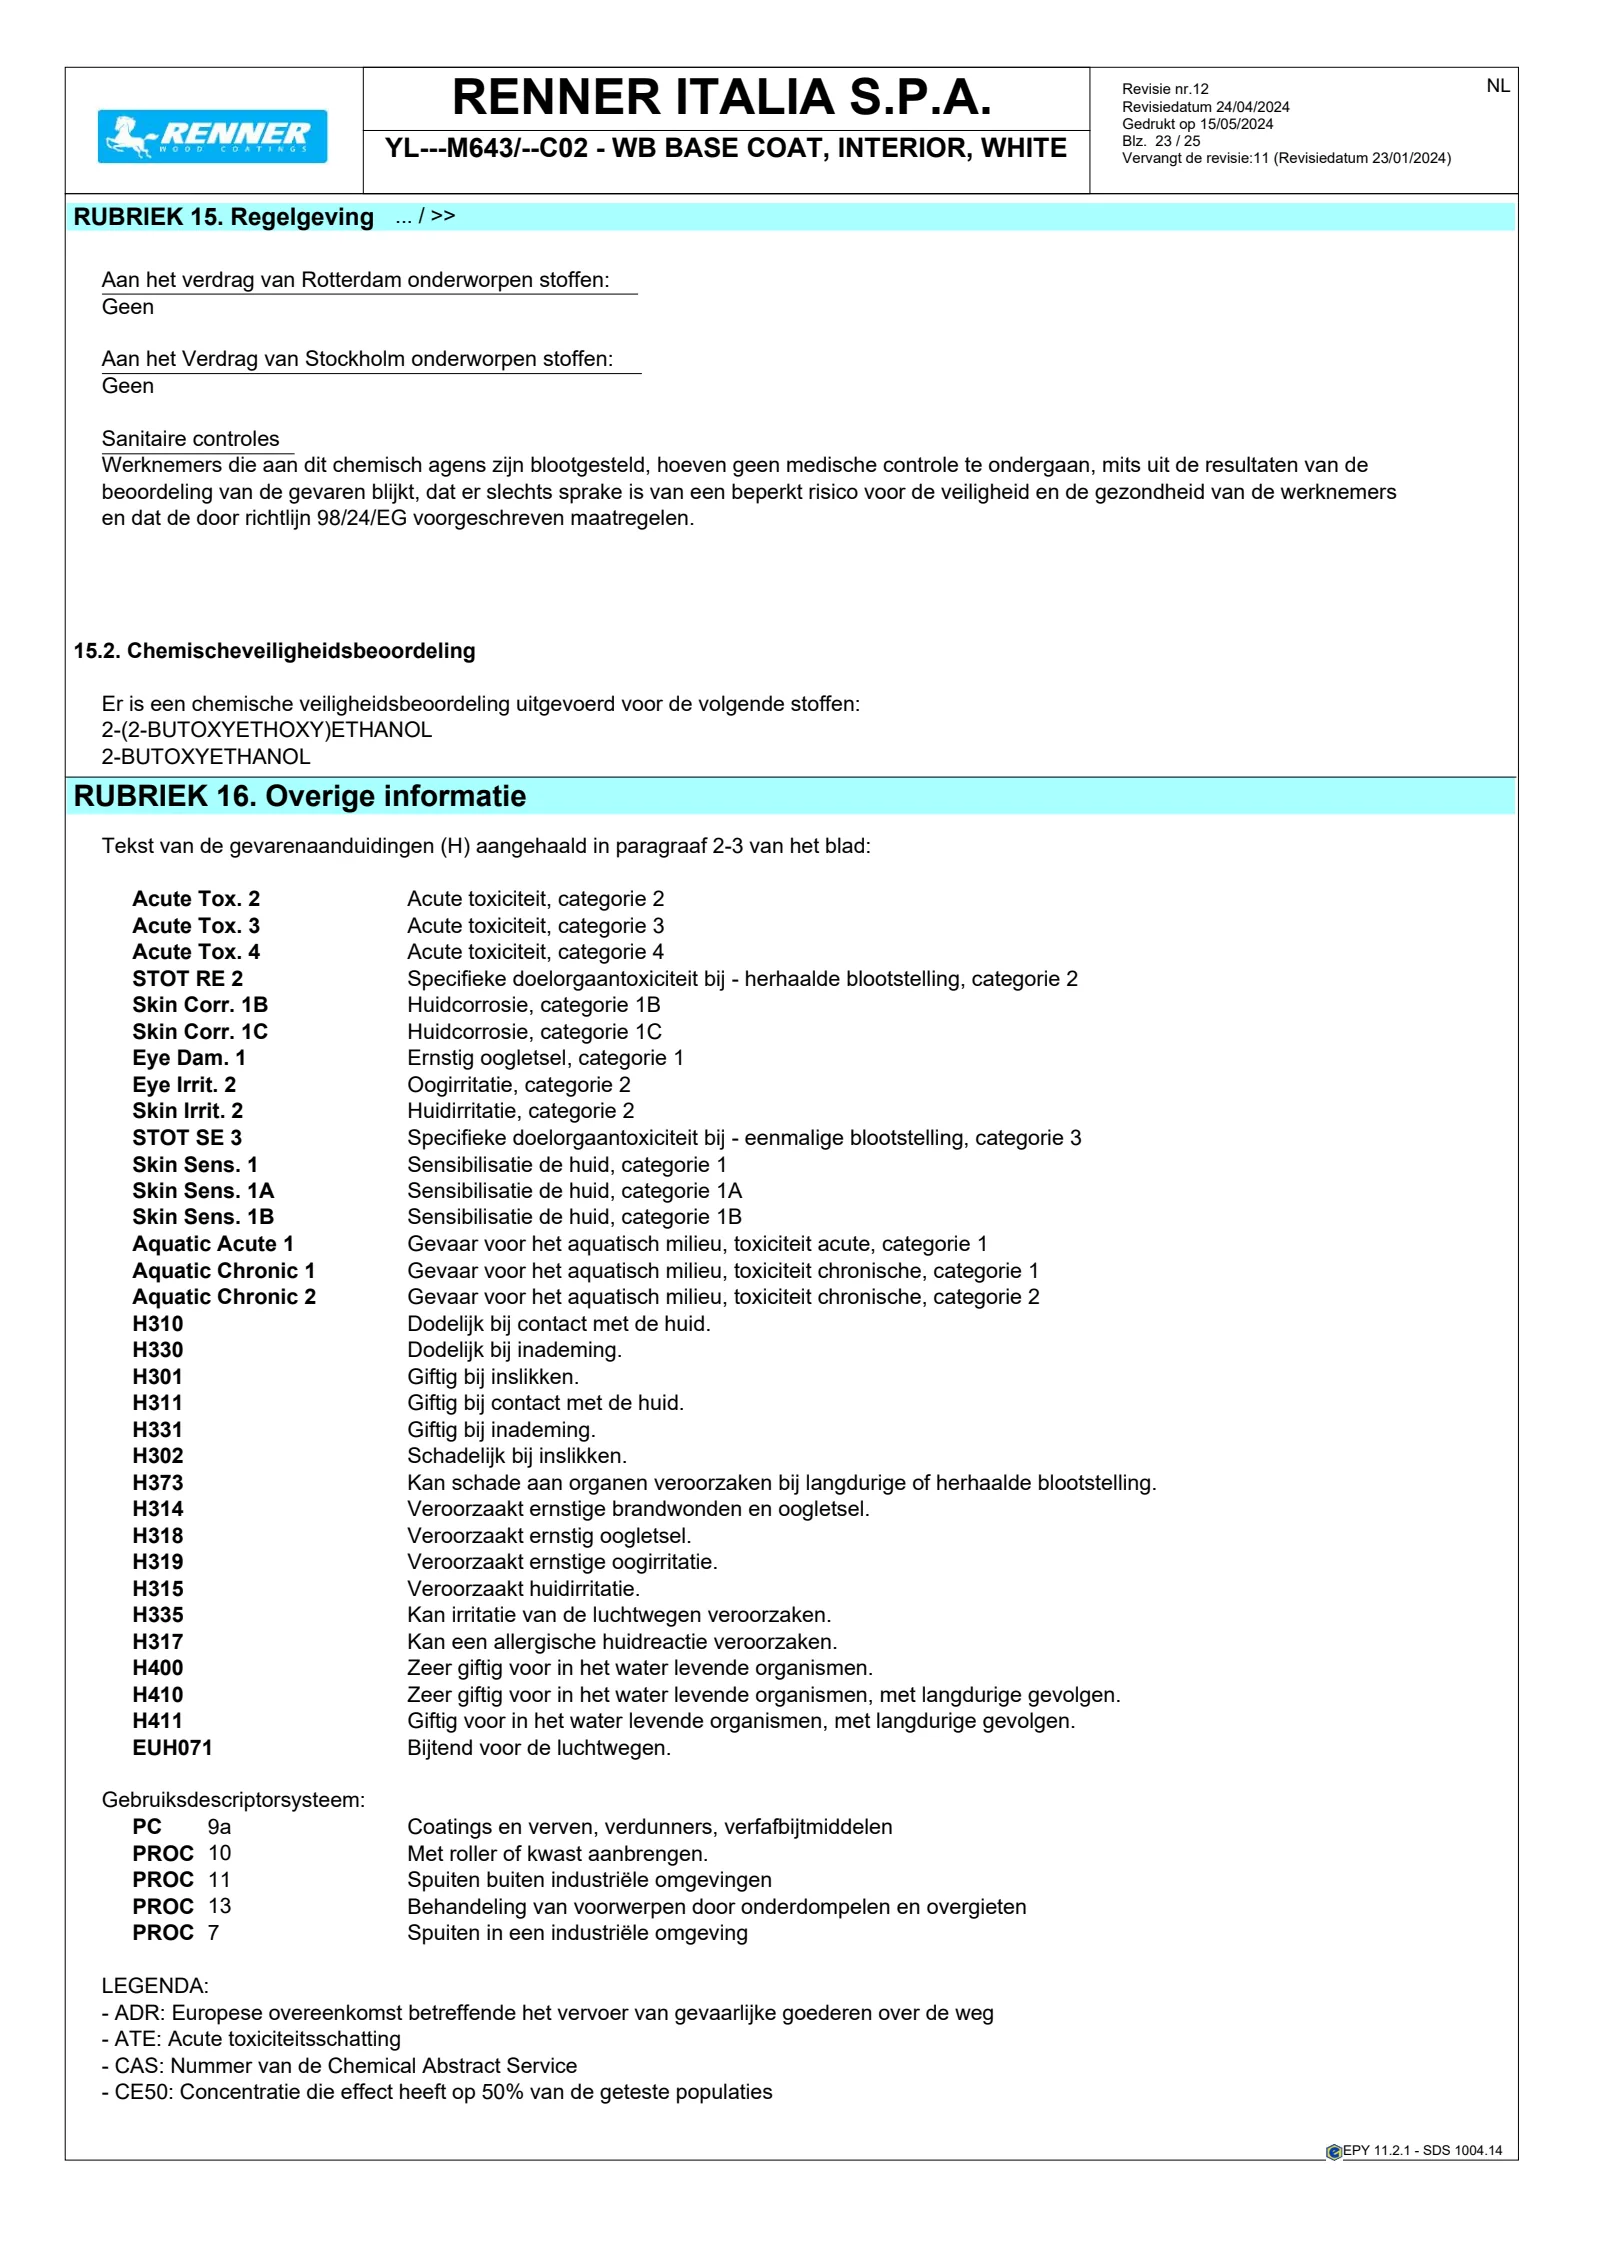 RENNER
WOOD COATINGS
RENNER ITALIA S.P.A.
YL---M643/--C02 - WB BASE COAT, INTERIOR, WHITE
Revisie nr.12
Revisiedatum 24/04/2024
Gedrukt op 15/05/2024
Blz. 23 / 25
Vervangt de revisie:11 (Revisiedatum 23/01/2024)
NL
RUBRIEK 15. Regelgeving ... / >>
Aan het verdrag van Rotterdam onderworpen stoffen:
Geen
Aan het Verdrag van Stockholm onderworpen stoffen:
Geen
Sanitaire controles
Werknemers die aan dit chemisch agens zijn blootgesteld, hoeven geen medische controle te ondergaan, mits uit de resultaten van de
beoordeling van de gevaren blijkt, dat er slechts sprake is van een beperkt risico voor de veiligheid en de gezondheid van de werknemers
en dat de door richtlijn 98/24/EG voorgeschreven maatregelen.
15.2. Chemischeveiligheidsbeoordeling
Er is een chemische veiligheidsbeoordeling uitgevoerd voor de volgende stoffen:
2-(2-BUTOXYETHOXY)ETHANOL
2-BUTOXYETHANOL
RUBRIEK 16. Overige informatie
Tekst van de gevarenaanduidingen (H) aangehaald in paragraaf 2-3 van het blad:
Acute Tox. 2 Acute toxiciteit, categorie 2
Acute Tox. 3 Acute toxiciteit, categorie 3
Acute Tox. 4 Acute toxiciteit, categorie 4
STOT RE 2 Specifieke doelorgaantoxiciteit bij - herhaalde blootstelling, categorie 2
Skin Corr. 1B Huidcorrosie, categorie 1B
Skin Corr. 1C Huidcorrosie, categorie 1C
Eye Dam. 1 Ernstig oogletsel, categorie 1
Eye Irrit. 2 Oogirritatie, categorie 2
Skin Irrit. 2 Huidirritatie, categorie 2
STOT SE 3 Specifieke doelorgaantoxiciteit bij - eenmalige blootstelling, categorie 3
Skin Sens. 1 Sensibilisatie de huid, categorie 1
Skin Sens. 1A Sensibilisatie de huid, categorie 1A
Skin Sens. 1B Sensibilisatie de huid, categorie 1B
Aquatic Acute 1 Gevaar voor het aquatisch milieu, toxiciteit acute, categorie 1
Aquatic Chronic 1 Gevaar voor het aquatisch milieu, toxiciteit chronische, categorie 1
Aquatic Chronic 2 Gevaar voor het aquatisch milieu, toxiciteit chronische, categorie 2
H310 Dodelijk bij contact met de huid.
H330 Dodelijk bij inademing.
H301 Giftig bij inslikken.
H311 Giftig bij contact met de huid.
H331 Giftig bij inademing.
H302 Schadelijk bij inslikken.
H373 Kan schade aan organen veroorzaken bij langdurige of herhaalde blootstelling.
H314 Veroorzaakt ernstige brandwonden en oogletsel.
H318 Veroorzaakt ernstig oogletsel.
H319 Veroorzaakt ernstige oogirritatie.
H315 Veroorzaakt huidirritatie.
H335 Kan irritatie van de luchtwegen veroorzaken.
H317 Kan een allergische huidreactie veroorzaken.
H400 Zeer giftig voor in het water levende organismen.
H410 Zeer giftig voor in het water levende organismen, met langdurige gevolgen.
H411 Giftig voor in het water levende organismen, met langdurige gevolgen.
EUH071 Bijtend voor de luchtwegen.
Gebruiksdescriptorsysteem:
PC 9a Coatings en verven, verdunners, verfafbijtmiddelen
PROC 10 Met roller of kwast aanbrengen.
PROC 11 Spuiten buiten industriële omgevingen
PROC 13 Behandeling van voorwerpen door onderdompelen en overgieten
PROC 7 Spuiten in een industriële omgeving
LEGENDA:
- ADR: Europese overeenkomst betreffende het vervoer van gevaarlijke goederen over de weg
- ATE: Acute toxiciteitsschatting
- CAS: Nummer van de Chemical Abstract Service
- CE50: Concentratie die effect heeft op 50% van de geteste populaties
EPY 11.2.1 - SDS 1004.14